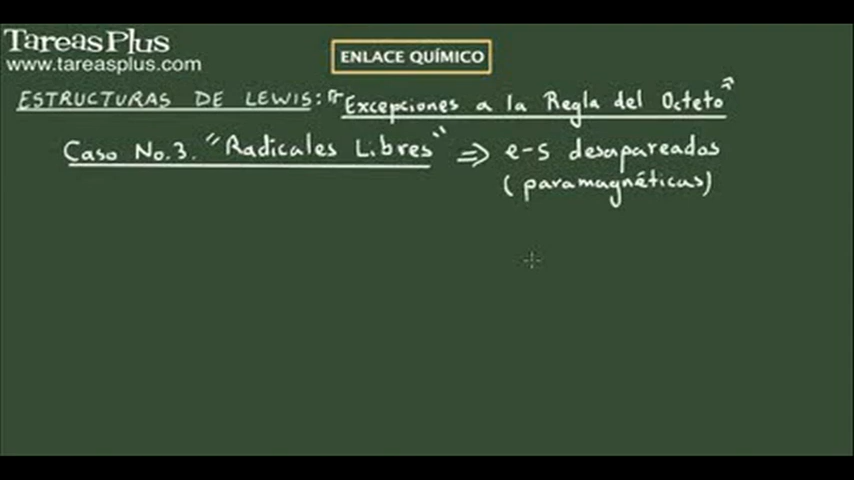 TareasPlus
www.tareasplus.com
ENLACE QUÍMICO
ESTRUCTURAS DE LEWIS: "Excepciones a la Regla del Octeto"
Caso No.3. "Radicales Libres" ⇒ e-s desapareados
(paramagnéticas)